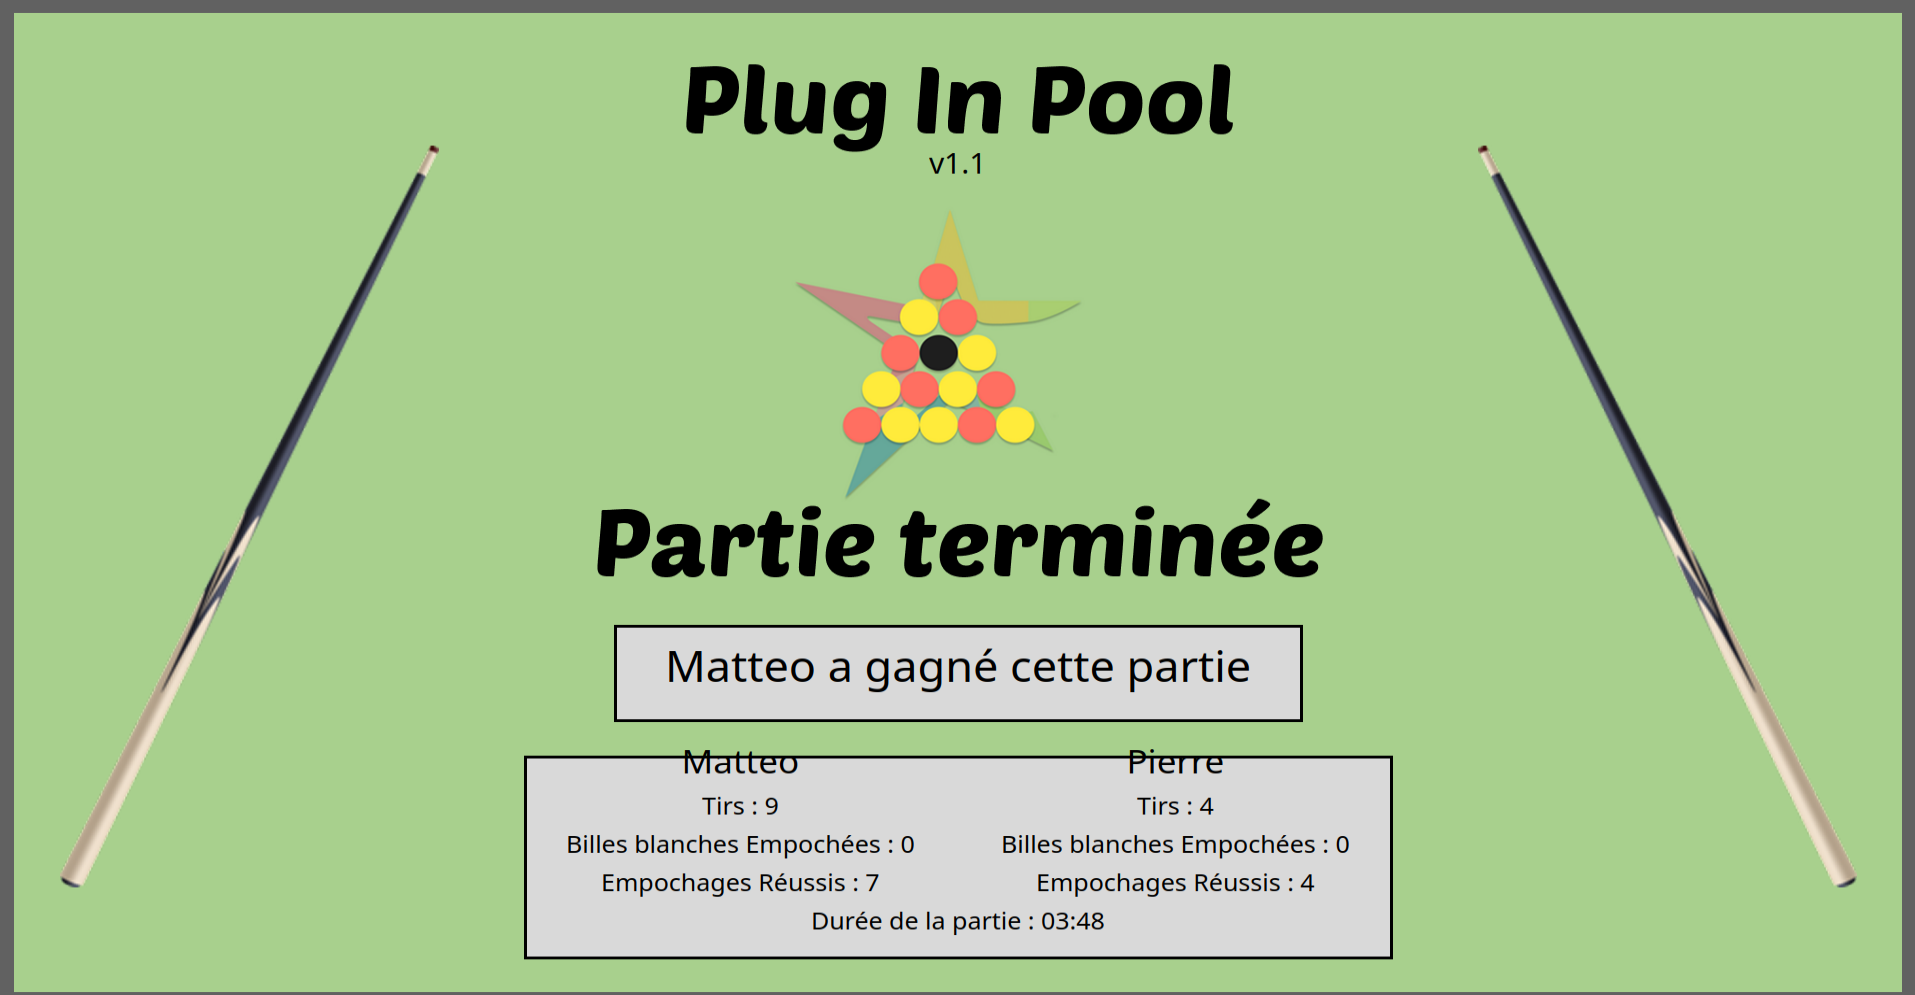 Plug In Pool
v1.1
Partie terminée
Matteo a gagné cette partie
Matteo
Tirs : 9
Billes blanches Empochées : 0
Empochages Réussis : 7
Pierre
Tirs : 4
Billes blanches Empochées : 0
Empochages Réussis : 4
Durée de la partie : 03:48